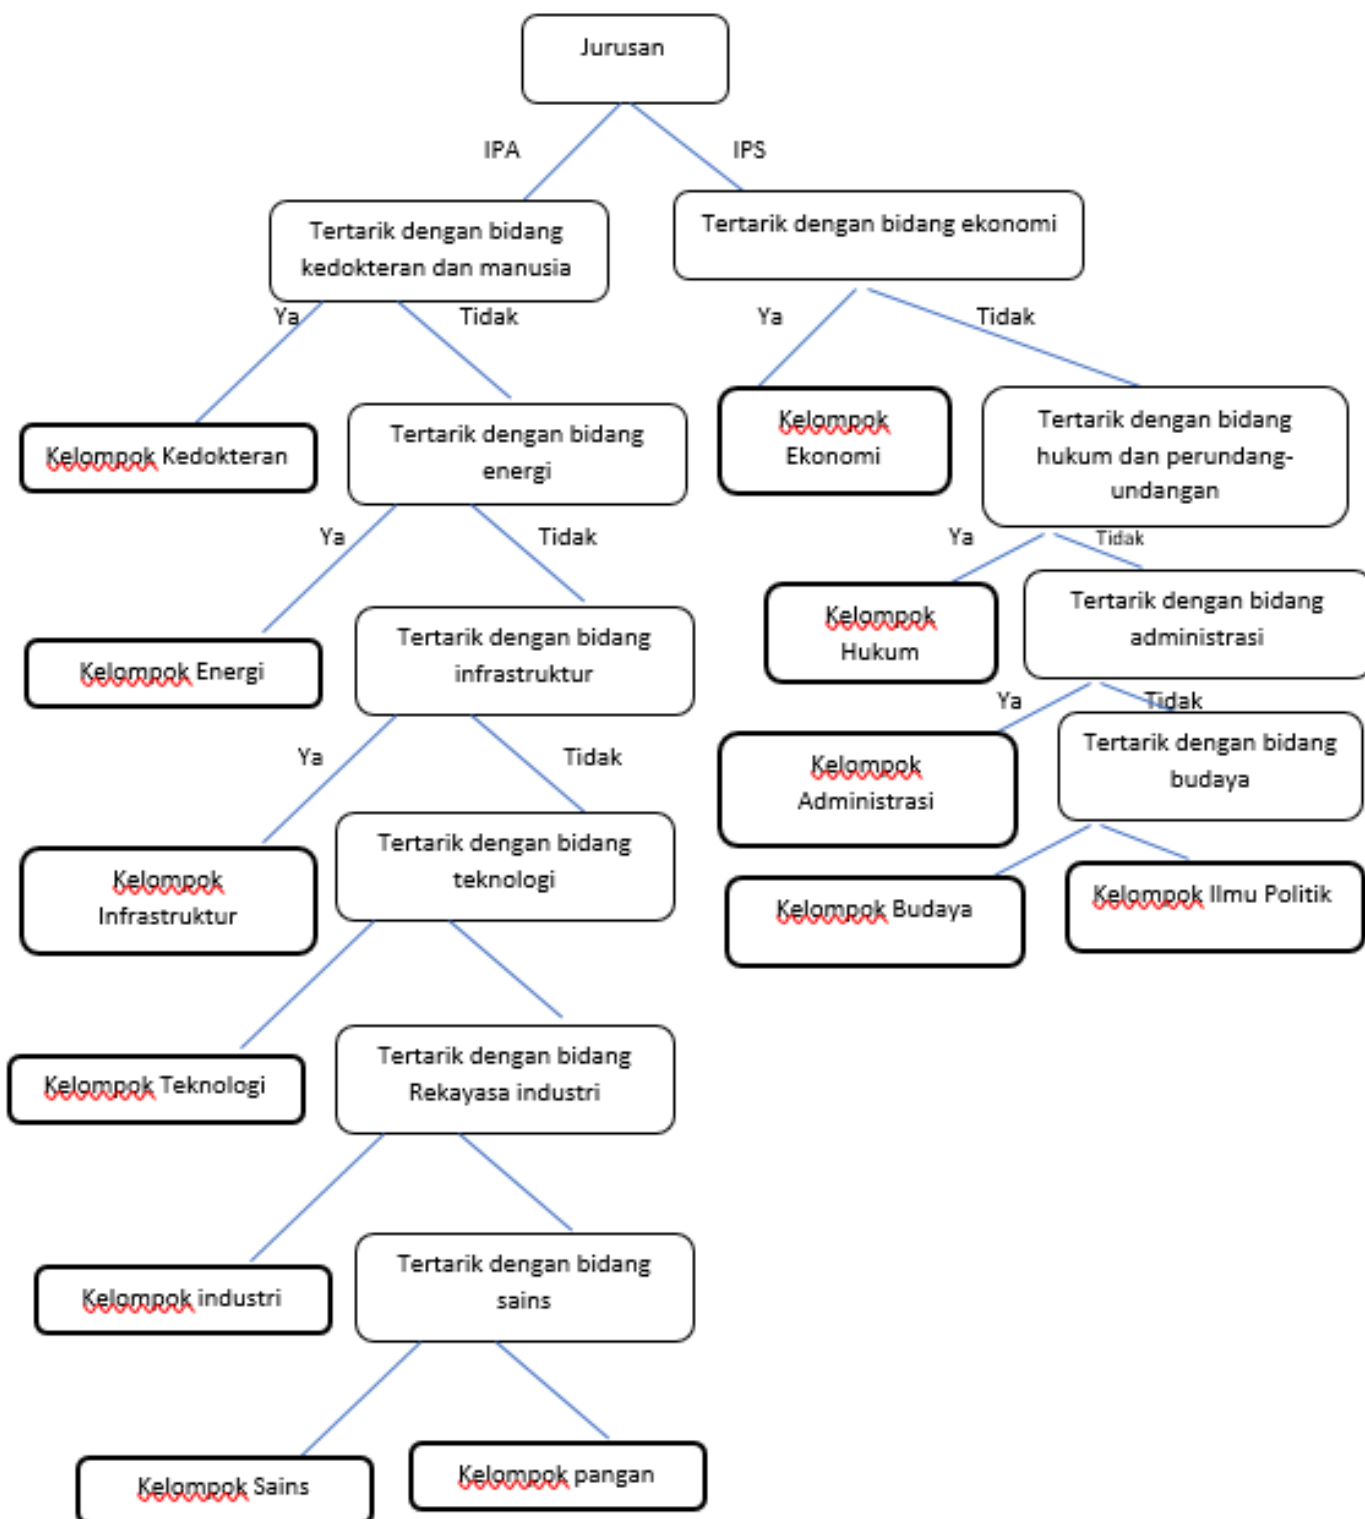 Jurusan
IPA
IPS
Tertarik dengan bidang
kedokteran dan manusia
Tertarik dengan bidang ekonomi
Ya
Tidak
Ya
Tidak
Kelompok Kedokteran
Tertarik dengan bidang
energi
Kelompok
Ekonomi
Tertarik dengan bidang
hukum dan perundang-
undangan
Ya
Tidak
Ya
Tidak
Kelompok Energi
Tertarik dengan bidang
infrastruktur
Kelompok
Hukum
Tertarik dengan bidang
administrasi
Ya
Tidak
Ya
Tidak
Kelompok
Administrasi
Tertarik dengan bidang
budaya
Kelompok
Infrastruktur
Tertarik dengan bidang
teknologi
Kelompok Budaya
Kelompok Ilmu Politik
Kelompok Teknologi
Tertarik dengan bidang
Rekayasa industri
Kelompok industri
Tertarik dengan bidang
sains
Kelompok Sains
Kelompok pangan